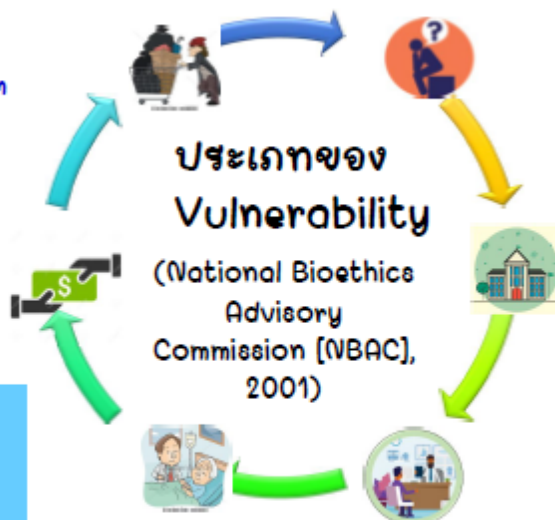 ประเภทของ
Vulnerability
(National Bioethics
Advisory
Commission [NBAC],
2001)
?
$